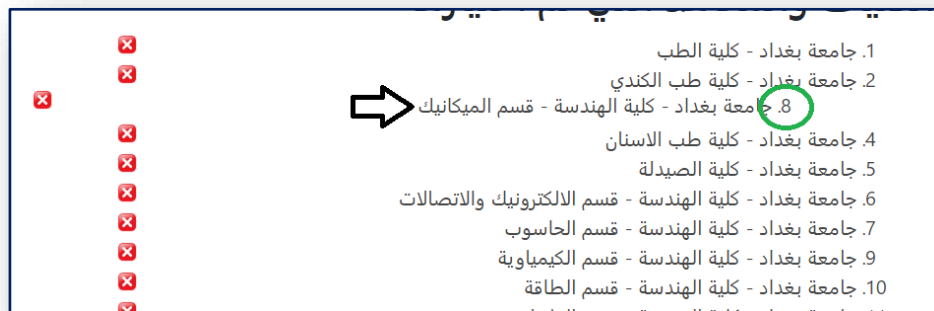 1. جامعة بغداد - كلية الطب
2. جامعة بغداد - كلية طب الكندي
8. جامعة بغداد - كلية الهندسة - قسم الميكانيك
4. جامعة بغداد - كلية طب الاسنان
5. جامعة بغداد - كلية الصيدلة
6. جامعة بغداد - كلية الهندسة - قسم الالكترونيك والاتصالات
7. جامعة بغداد - كلية الهندسة - قسم الحاسوب
9. جامعة بغداد - كلية الهندسة - قسم الكيمياوية
10. جامعة بغداد - كلية الهندسة - قسم الطاقة